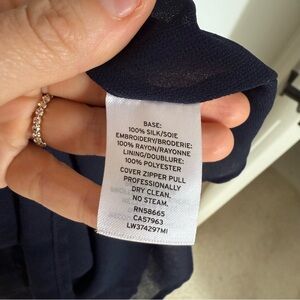 BASE:
100% SILK/SOIE
EMBROIDERY/BRODERIE:
100% RAYON/RAYONNE
LINING/DOUBLURE:
100% POLYESTER
COVER ZIPPER PULL
PROFESSIONALLY
DRY CLEAN.
NO STEAM.
RN58665
CA57963
LW374297MI